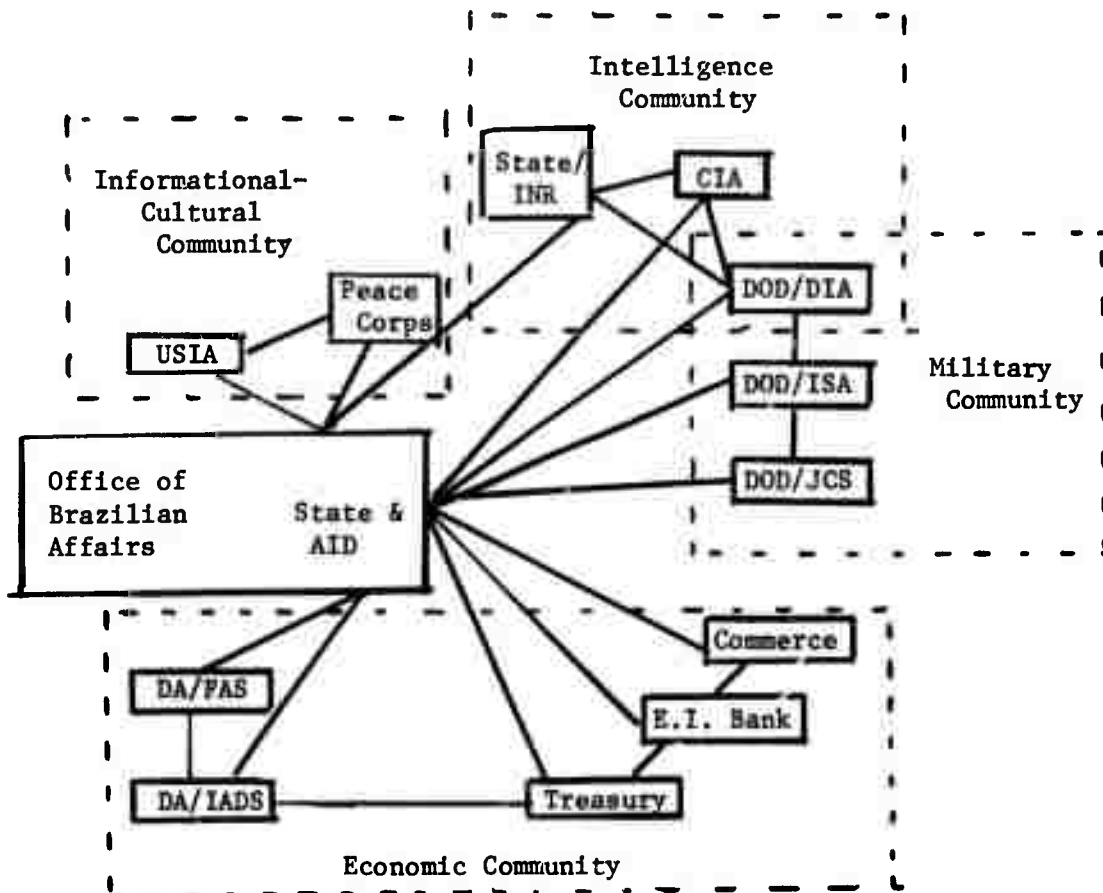 Intelligence
Community
State/
INR
CIA
Informational-
Cultural
Community
Peace
Corps
USIA
DOD/DIA
DOD/ISA
DOD/JCS
Military
Community
Office of
Brazilian
Affairs
State &
AID
Commerce
E.I. Bank
Treasury
DA/FAS
DA/IADS
Economic Community